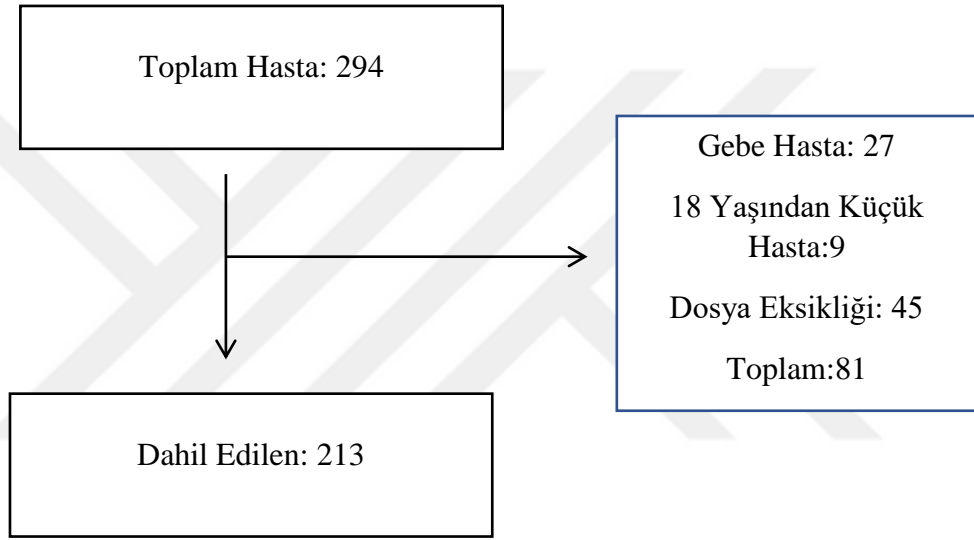 Toplam Hasta: 294
Gebe Hasta: 27
18 Yaşından Küçük
Hasta:9
Dosya Eksikliği: 45
Toplam:81
Dahil Edilen: 213